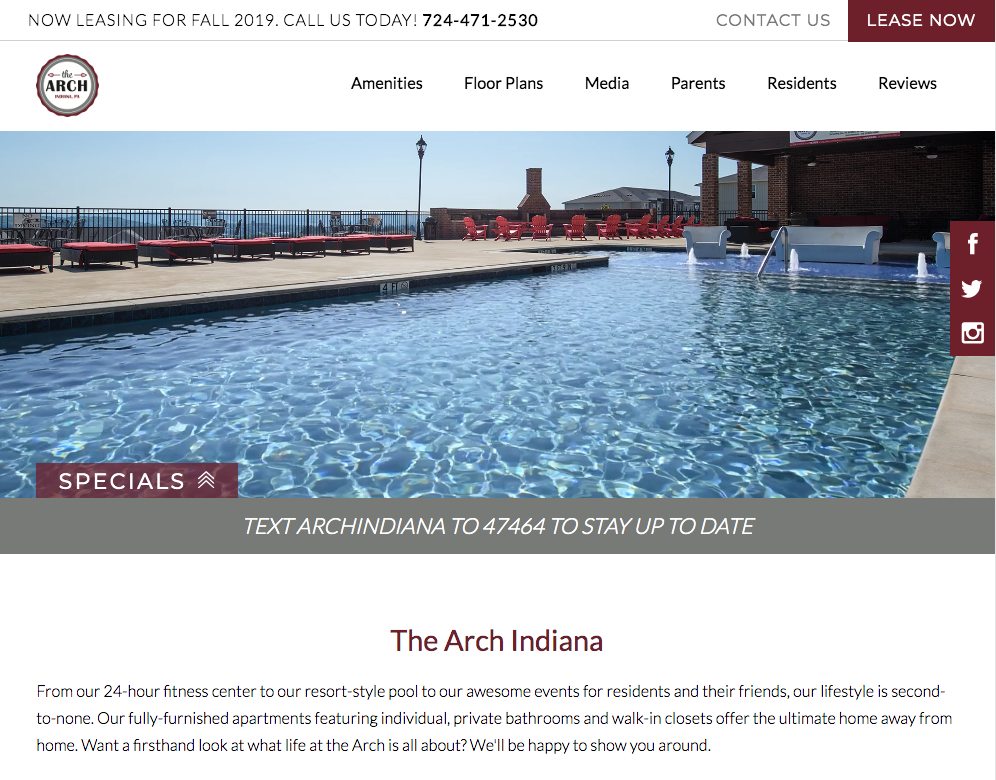 NOW LEASING FOR FALL 2019. CALL US TODAY! 724-471-2530
CONTACT US
LEASE NOW
the
ARCH
INDIANA, PA
Amenities
Floor Plans
Media
Parents
Residents
Reviews
4 FT
SPECIALS
TEXT ARCHINDIANA TO 47464 TO STAY UP TO DATE
The Arch Indiana
From our 24-hour fitness center to our resort-style pool to our awesome events for residents and their friends, our lifestyle is second-
to-none. Our fully-furnished apartments featuring individual, private bathrooms and walk-in closets offer the ultimate home away from
home. Want a firsthand look at what life at the Arch is all about? We'll be happy to show you around.